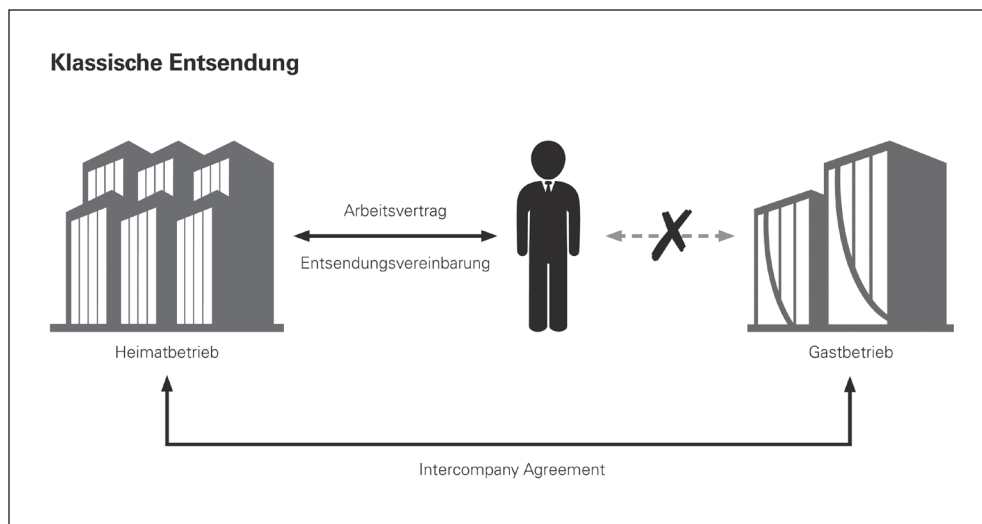 Klassische Entsendung
Arbeitsvertrag
Entsendungsvereinbarung
Heimatbetrieb
Gastbetrieb
Intercompany Agreement